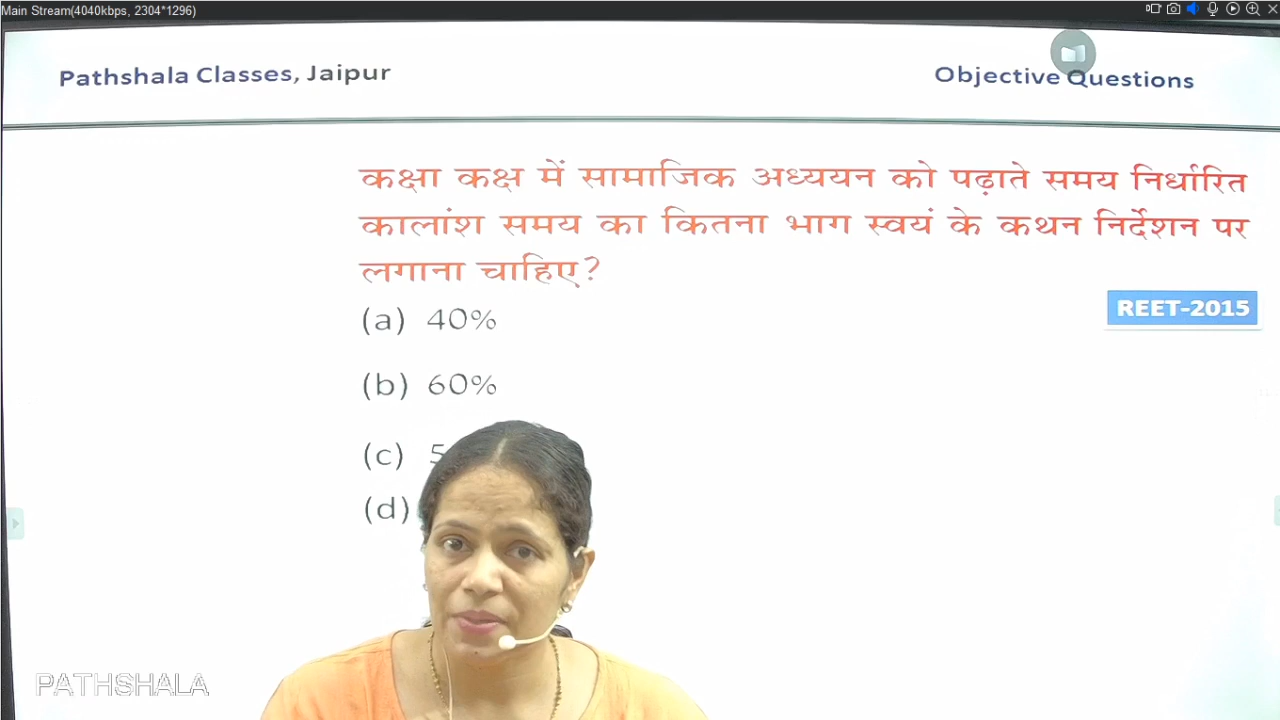 Main Stream(4040kbps, 2304*1296)
Pathshala Classes, Jaipur
Objective Questions
कक्षा कक्ष में सामाजिक अध्ययन को पढ़ाते समय निर्धारित
कालांश समय का कितना भाग स्वयं के कथन निर्देशन पर
लगाना चाहिए?
REET-2015
(a) 40%
(b) 60%
(c) 5
(d)
PATHSHALA